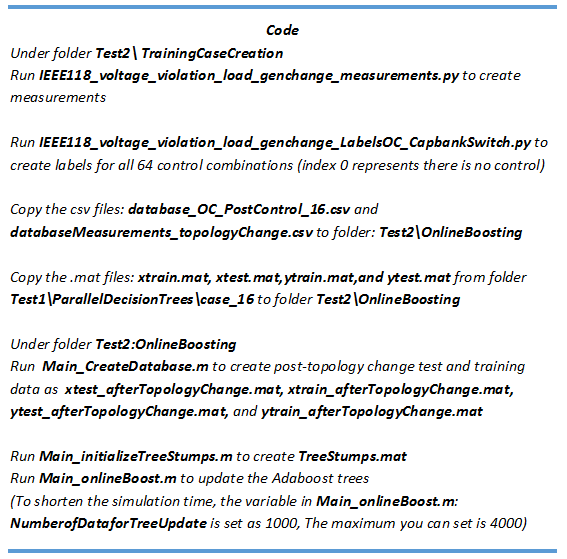 Code
Under folder Test2\ TrainingCaseCreation
Run IEEE118_voltage_violation_load_genchange_measurements.py to create
measurements
Run IEEE118_voltage_violation_load_genchange_LabelsOC_CapbankSwitch.py to
create labels for all 64 control combinations (index 0 represents there is no control)
Copy the csv files: database_OC_PostControl_16.csv and
databaseMeasurements_topologyChange.csv to folder: Test2\OnlineBoosting
Copy the .mat files: xtrain.mat, xtest.mat,ytrain.mat,and ytest.mat from folder
Test1\ParallelDecisionTrees\case_16 to folder Test2\OnlineBoosting
Under folder Test2:OnlineBoosting
Run Main_CreateDatabase.m to create post-topology change test and training
data as xtest_afterTopologyChange.mat, xtrain_afterTopologyChange.mat,
ytest_afterTopologyChange.mat, and ytrain_afterTopologyChange.mat
Run Main_initializeTreeStumps.m to create TreeStumps.mat
Run Main_onlineBoost.m to update the Adaboost trees
(To shorten the simulation time, the variable in Main_onlineBoost.m:
NumberofDataforTreeUpdate is set as 1000, The maximum you can set is 4000)